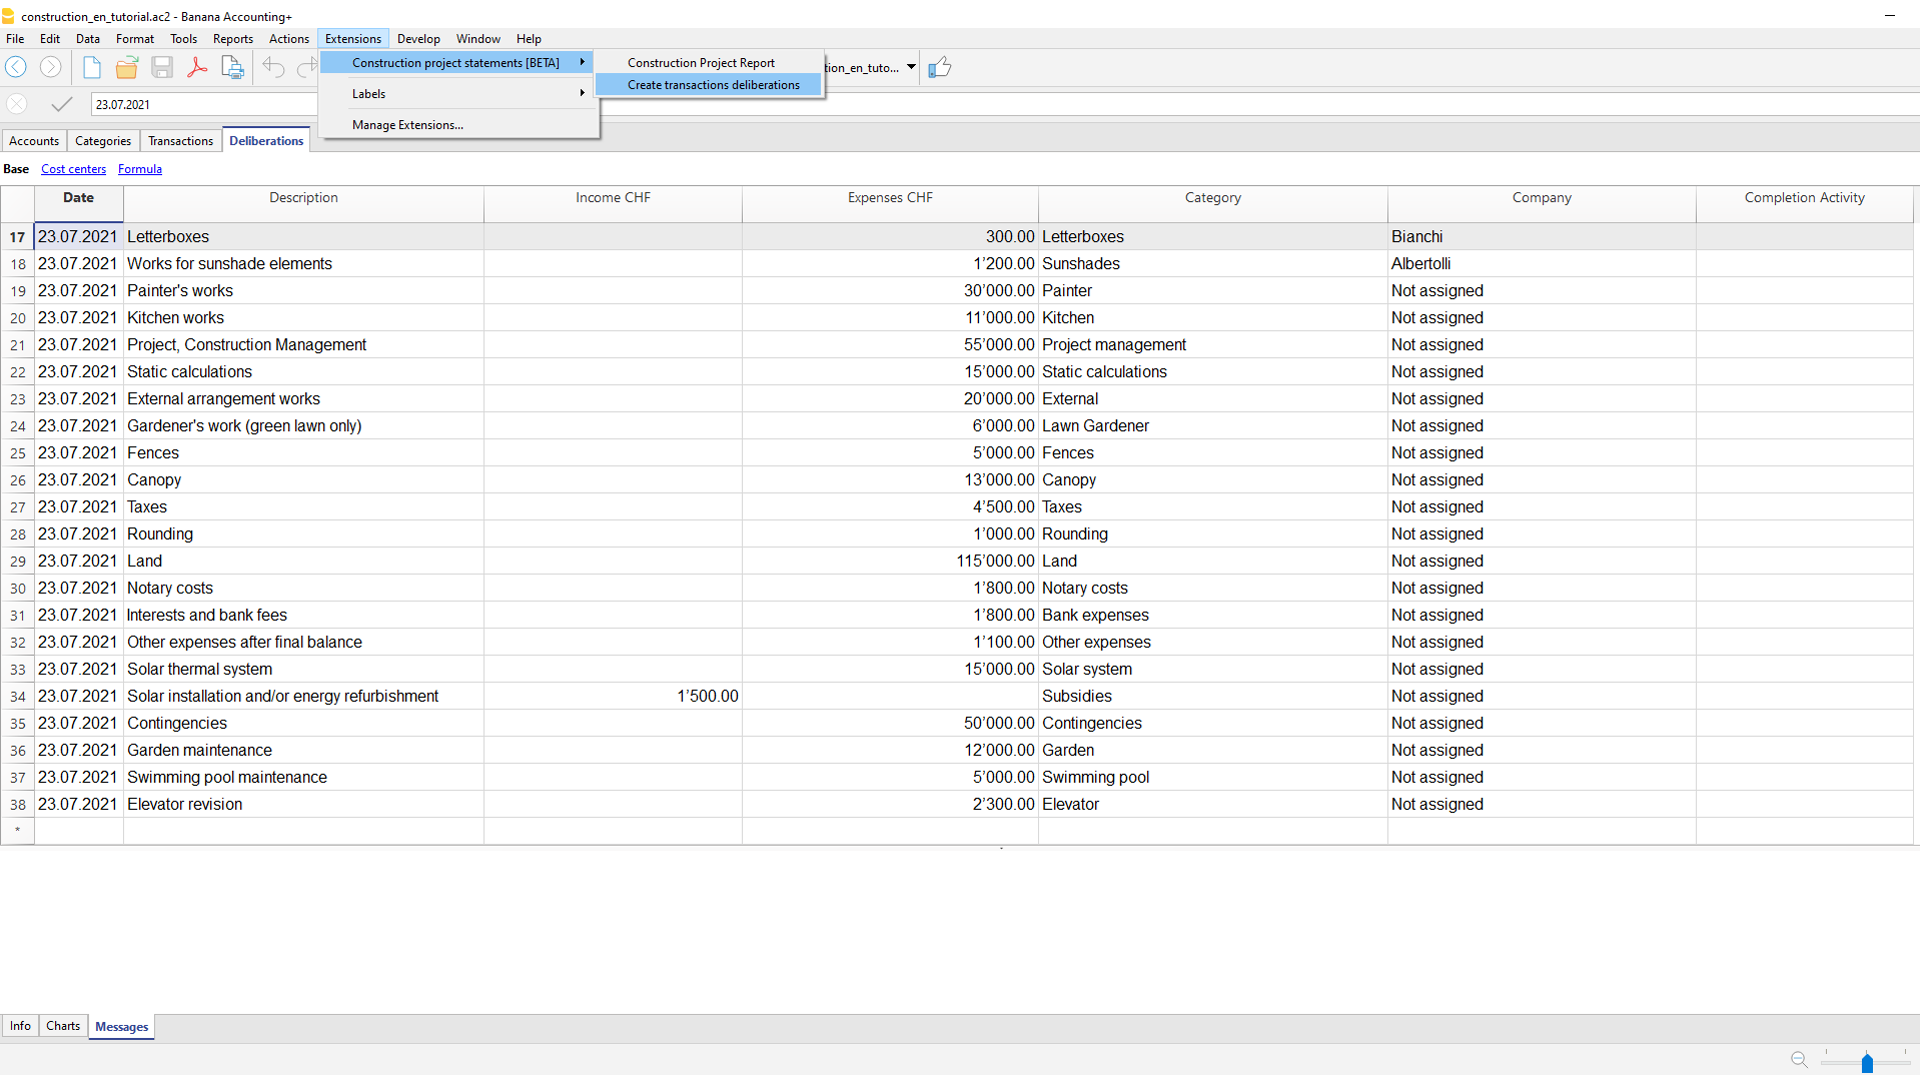 construction_en_tutorial.ac2 - Banana Accounting+
File Edit Data Format Tools Reports Actions Extensions Develop Window Help
Construction project statements [BETA]
Labels
Manage Extensions...
Construction Project Report
Create transactions deliberations
tion_en_tuto...
23.07.2021
Accounts Categories Transactions Deliberations
Base Cost centers Formula
Date Description Income CHF Expenses CHF Category Company Completion Activity
17 23.07.2021 Letterboxes 300.00 Letterboxes Bianchi
18 23.07.2021 Works for sunshade elements 1’200.00 Sunshades Albertolli
19 23.07.2021 Painter's works 30’000.00 Painter Not assigned
20 23.07.2021 Kitchen works 11’000.00 Kitchen Not assigned
21 23.07.2021 Project, Construction Management 55’000.00 Project management Not assigned
22 23.07.2021 Static calculations 15’000.00 Static calculations Not assigned
23 23.07.2021 External arrangement works 20’000.00 External Not assigned
24 23.07.2021 Gardener's work (green lawn only) 6’000.00 Lawn Gardener Not assigned
25 23.07.2021 Fences 5’000.00 Fences Not assigned
26 23.07.2021 Canopy 13’000.00 Canopy Not assigned
27 23.07.2021 Taxes 4’500.00 Taxes Not assigned
28 23.07.2021 Rounding 1’000.00 Rounding Not assigned
29 23.07.2021 Land 115’000.00 Land Not assigned
30 23.07.2021 Notary costs 1’800.00 Notary costs Not assigned
31 23.07.2021 Interests and bank fees 1’800.00 Bank expenses Not assigned
32 23.07.2021 Other expenses after final balance 1’100.00 Other expenses Not assigned
33 23.07.2021 Solar thermal system 15’000.00 Solar system Not assigned
34 23.07.2021 Solar installation and/or energy refurbishment 1’500.00 Subsidies Not assigned
35 23.07.2021 Contingencies 50’000.00 Contingencies Not assigned
36 23.07.2021 Garden maintenance 12’000.00 Garden Not assigned
37 23.07.2021 Swimming pool maintenance 5’000.00 Swimming pool Not assigned
38 23.07.2021 Elevator revision 2’300.00 Elevator Not assigned
*
Info Charts Messages